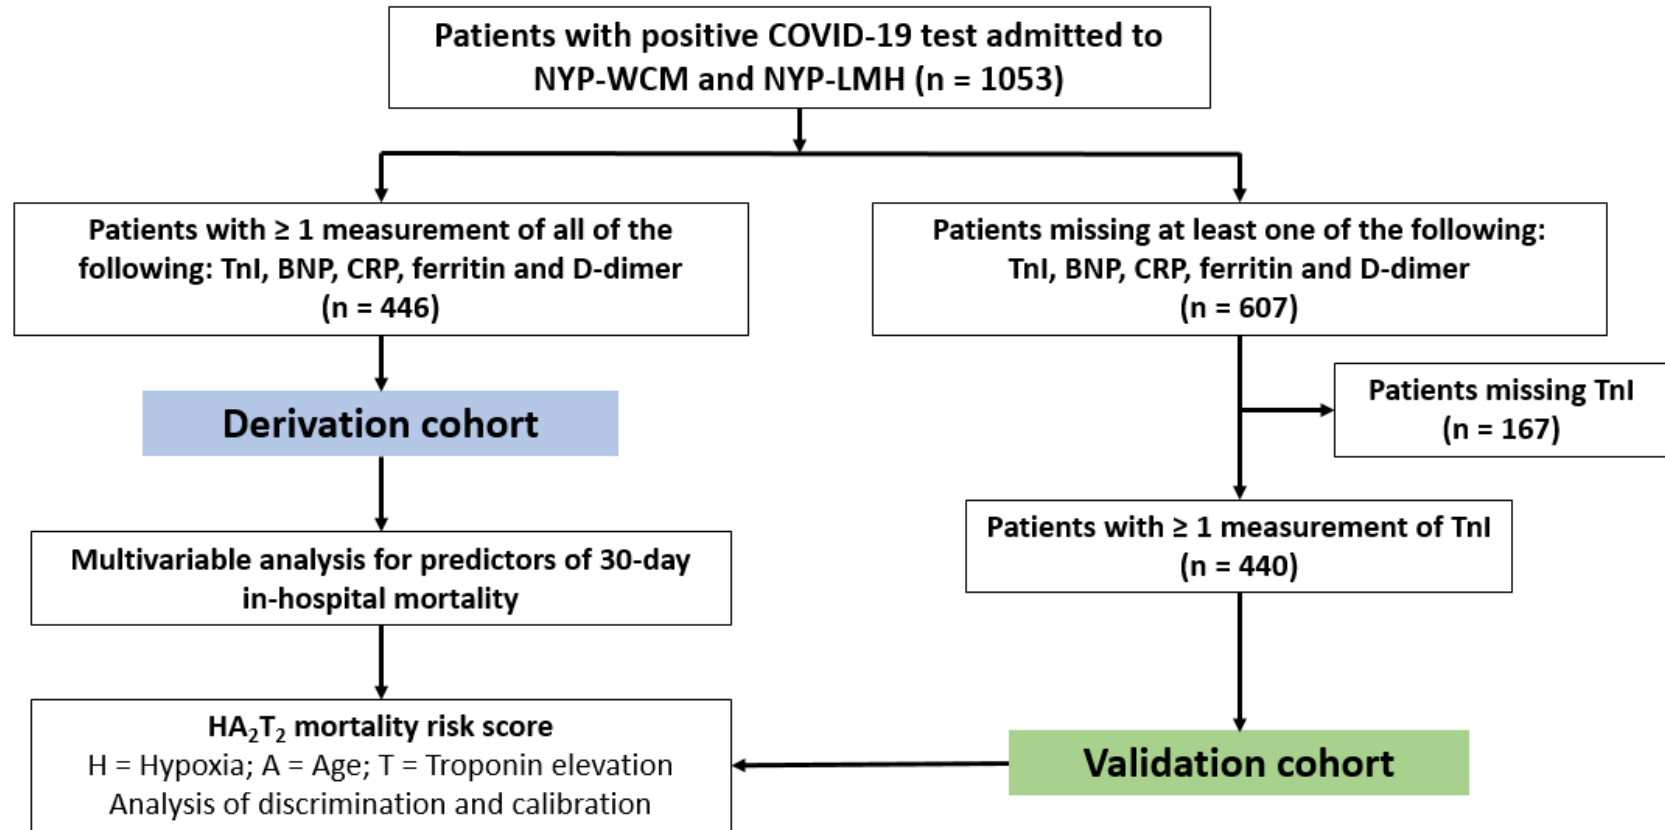 Patients with positive COVID-19 test admitted to
NYP-WCM and NYP-LMH (n = 1053)
Patients with ≥ 1 measurement of all of the
following: TnI, BNP, CRP, ferritin and D-dimer
(n = 446)
Patients missing at least one of the following:
TnI, BNP, CRP, ferritin and D-dimer
(n = 607)
Patients missing TnI
(n = 167)
Derivation cohort
Patients with ≥ 1 measurement of TnI
(n = 440)
Multivariable analysis for predictors of 30-day
in-hospital mortality
HA₂T₂ mortality risk score
H = Hypoxia; A = Age; T = Troponin elevation
Analysis of discrimination and calibration
Validation cohort